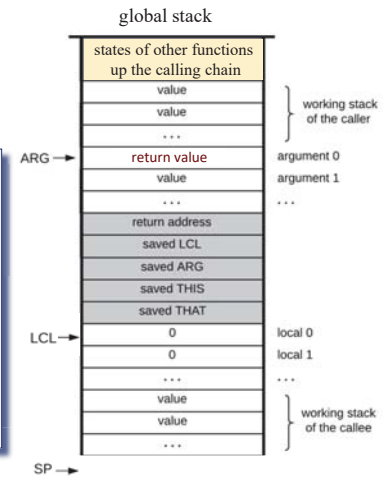 global stack
states of other functions
up the calling chain
value
value
...
working stack
of the caller
ARG
return value
argument 0
value
argument 1
...
...
return address
saved LCL
saved ARG
saved THIS
saved THAT
LCL
0
local 0
0
local 1
...
...
value
value
...
working stack
of the callee
SP